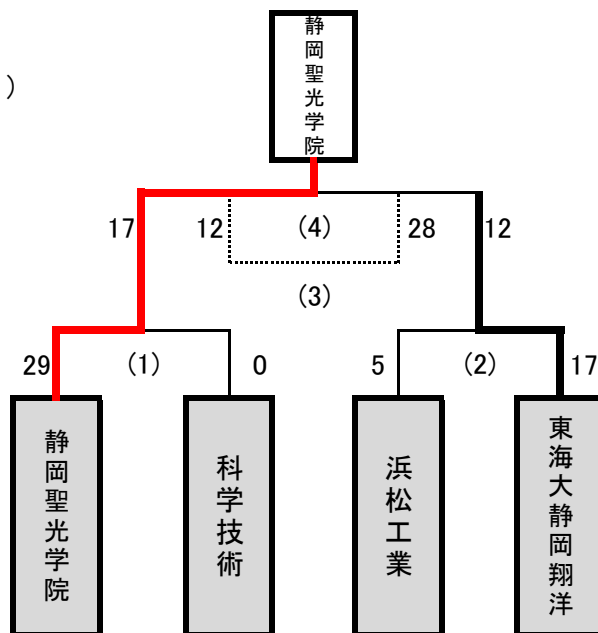 静岡聖光学院
）
17 12 （4） 28 12
（3）
29 （1） 0 5 （2） 17
静岡聖光学院
科学技術
浜松工業
東海大静岡翔洋